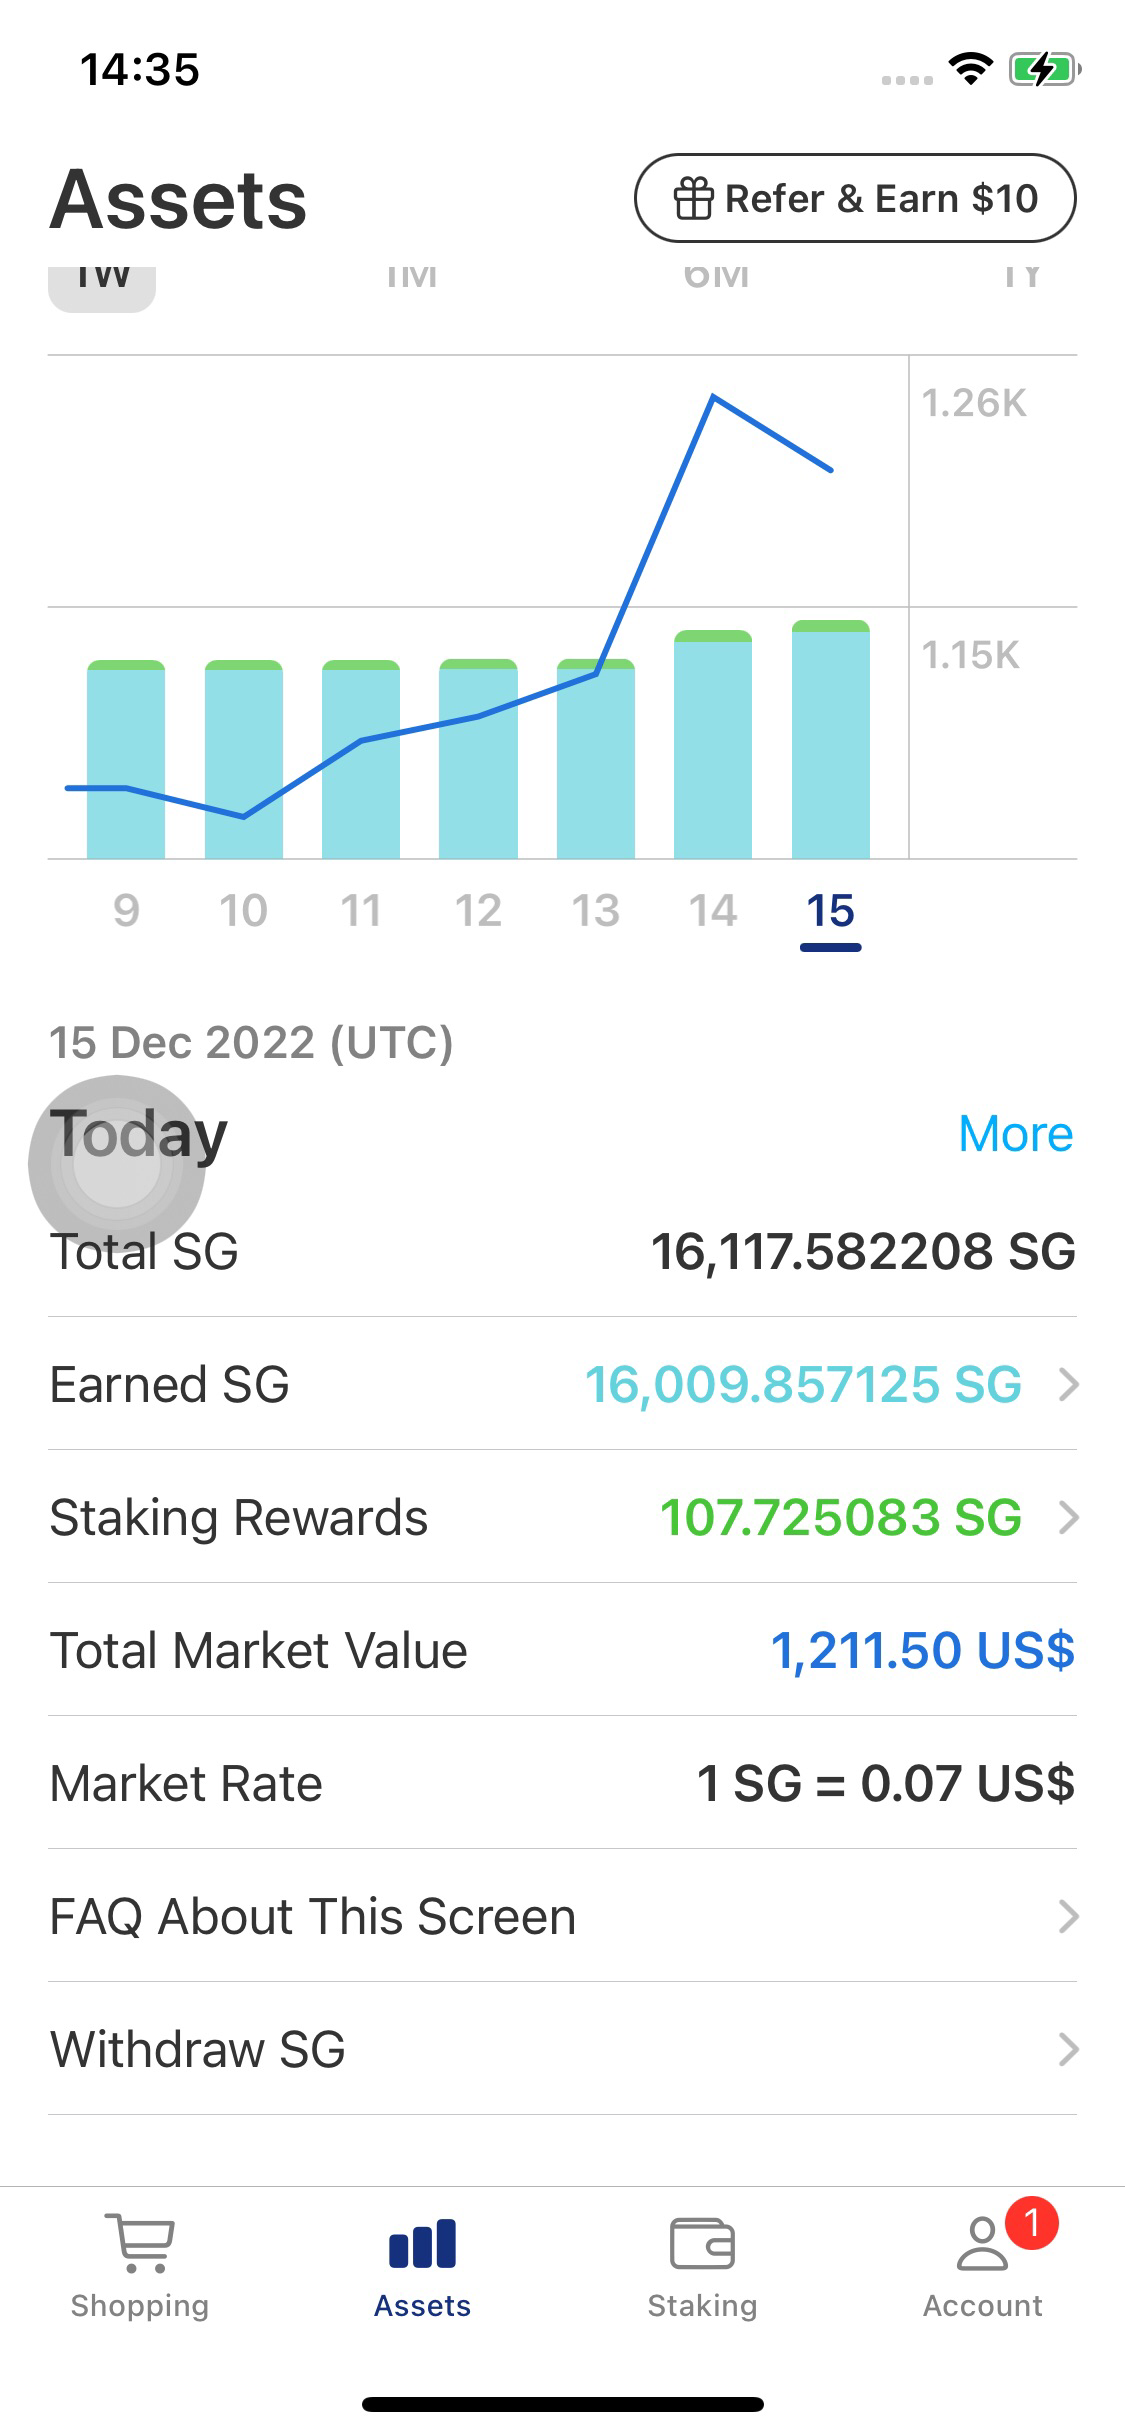 14:35
Assets
Refer & Earn $10
1W 1M 6M 1Y
1.26K
1.15K
9 10 11 12 13 14 15
15 Dec 2022 (UTC)
Today
More
Total SG 16,117.582208 SG
Earned SG 16,009.857125 SG
Staking Rewards 107.725083 SG
Total Market Value 1,211.50 US$
Market Rate 1 SG = 0.07 US$
FAQ About This Screen
Withdraw SG
1
Shopping Assets Staking Account